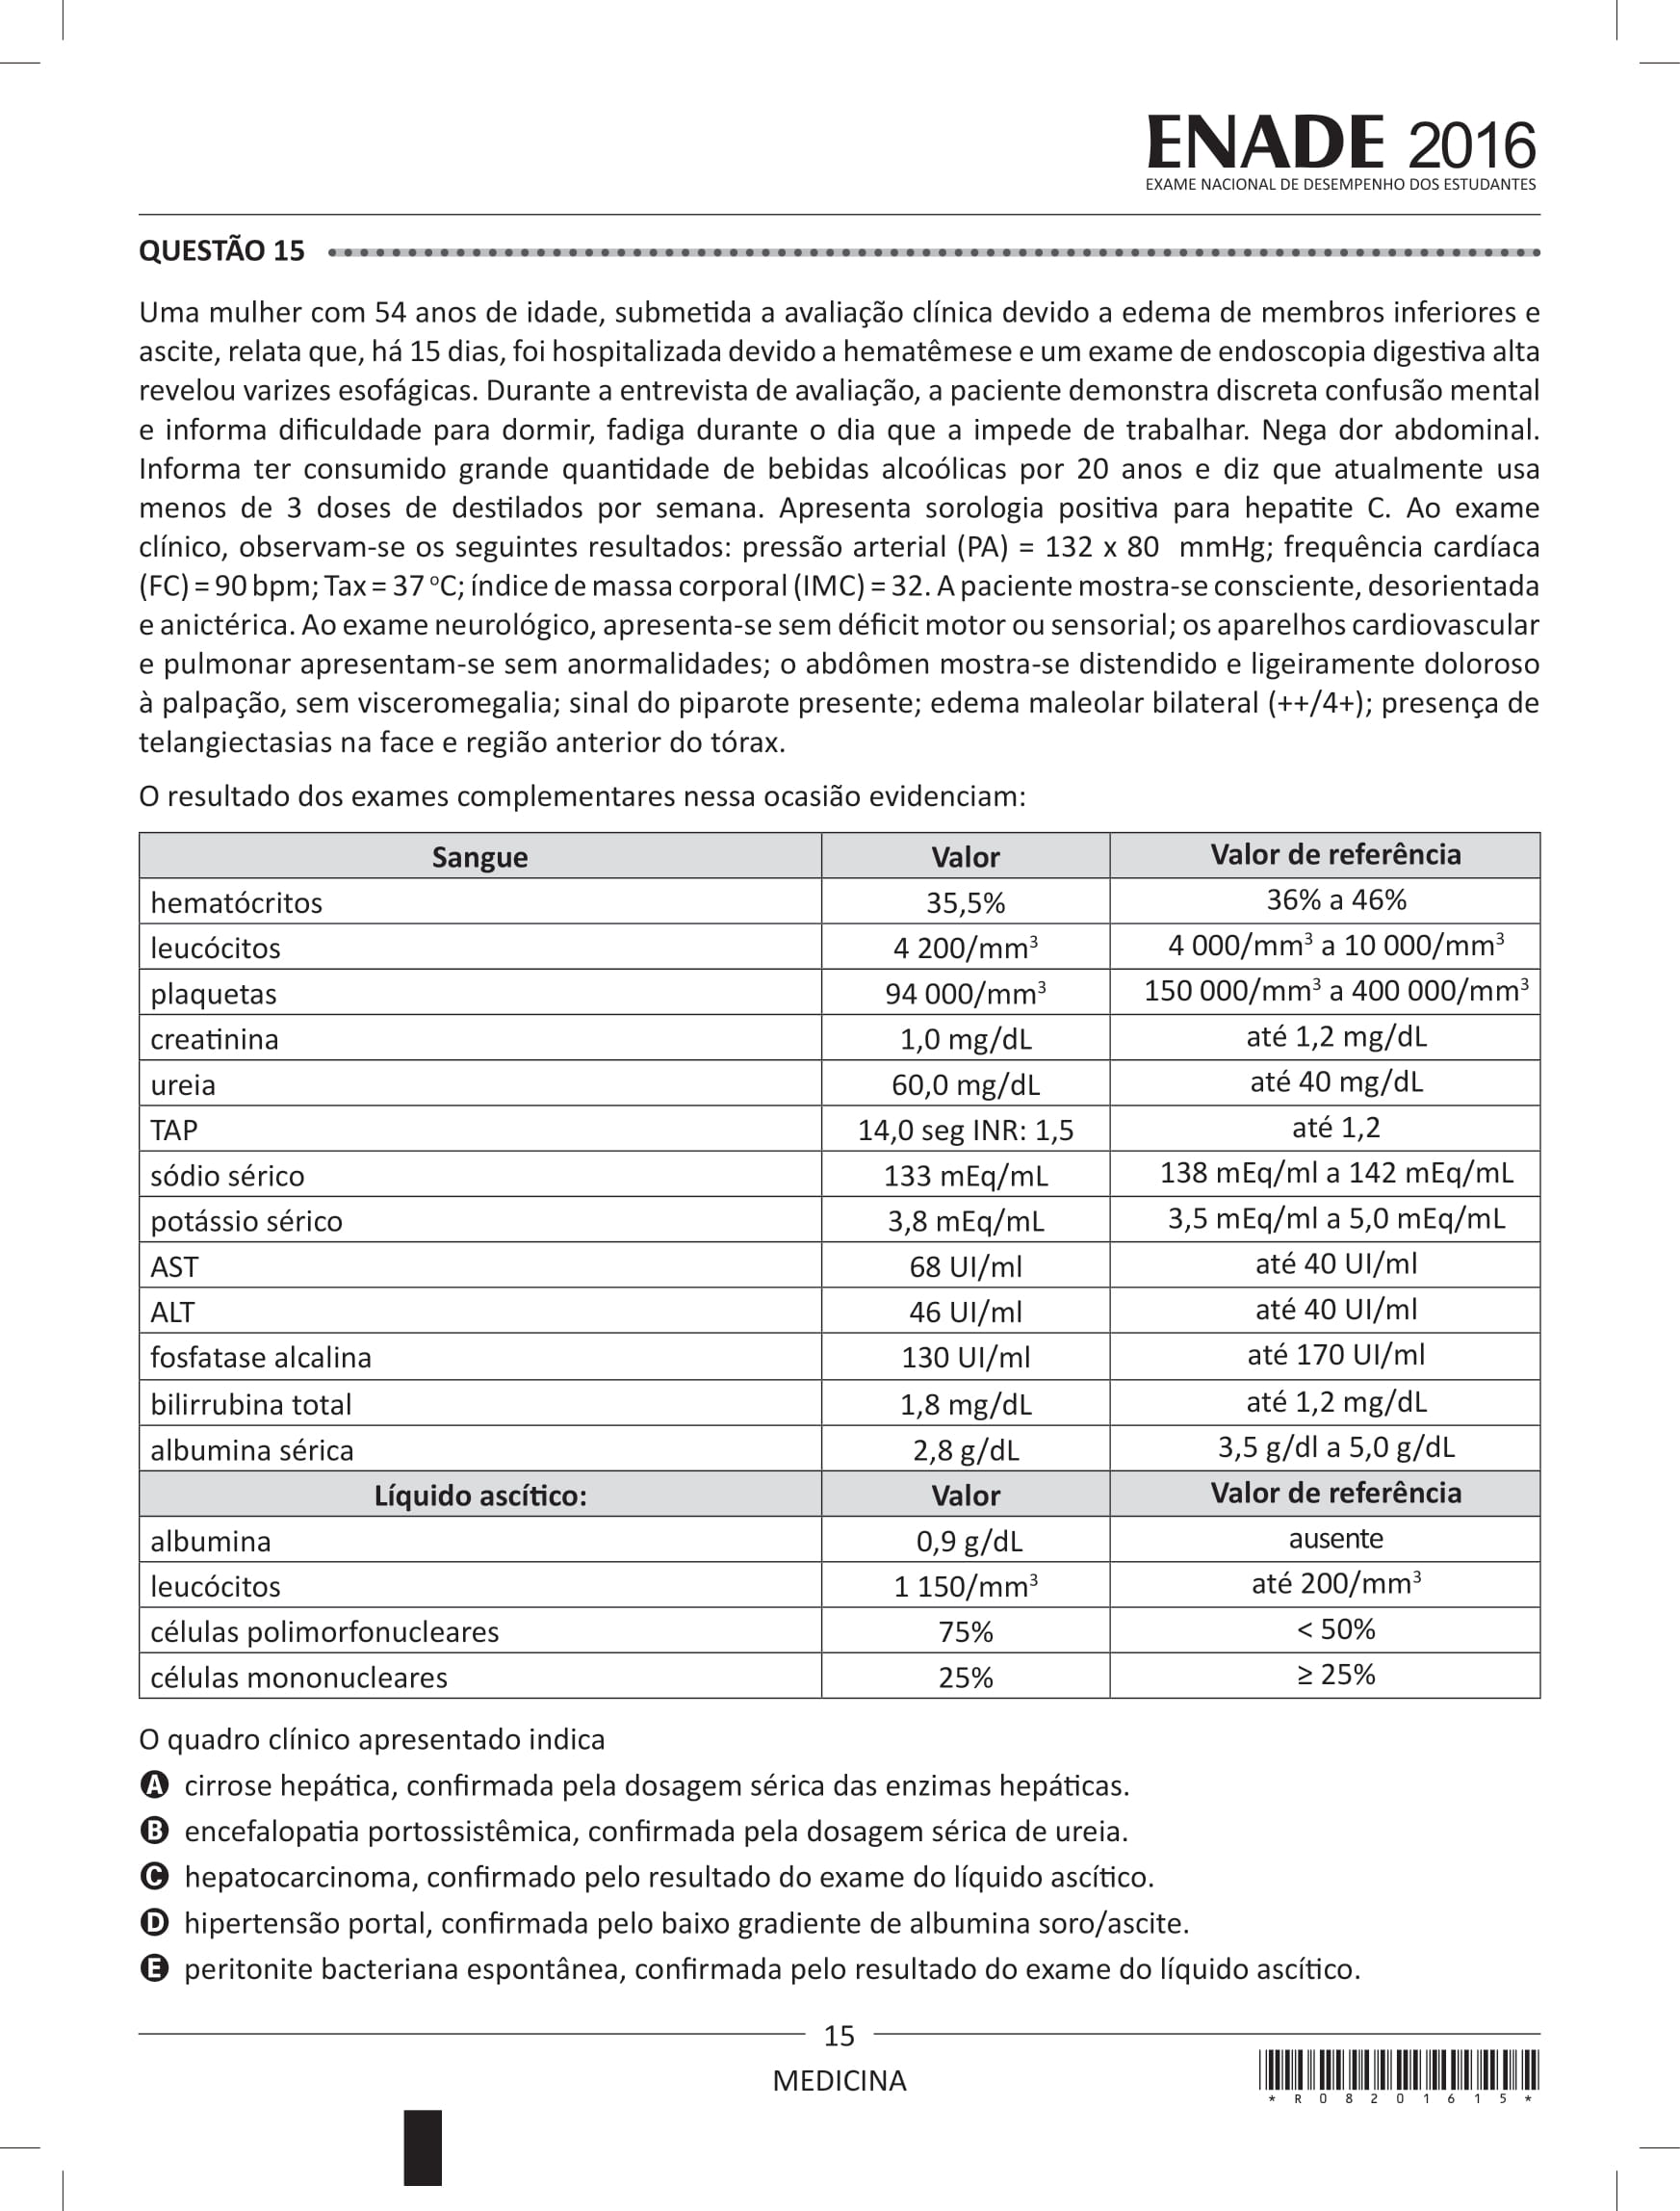 ENADE 2016
EXAME NACIONAL DE DESEMPENHO DOS ESTUDANTES
QUESTÃO 15
Uma mulher com 54 anos de idade, submetida a avaliação clínica devido a edema de membros inferiores e
ascite, relata que, há 15 dias, foi hospitalizada devido a hematêmese e um exame de endoscopia digestiva alta
revelou varizes esofágicas. Durante a entrevista de avaliação, a paciente demonstra discreta confusão mental
e informa dificuldade para dormir, fadiga durante o dia que a impede de trabalhar. Nega dor abdominal.
Informa ter consumido grande quantidade de bebidas alcoólicas por 20 anos e diz que atualmente usa
menos de 3 doses de destilados por semana. Apresenta sorologia positiva para hepatite C. Ao exame
clínico, observam-se os seguintes resultados: pressão arterial (PA) = 132 x 80 mmHg; frequência cardíaca
(FC) = 90 bpm; Tax = 37 ºC; índice de massa corporal (IMC) = 32. A paciente mostra-se consciente, desorientada
e anictérica. Ao exame neurológico, apresenta-se sem déficit motor ou sensorial; os aparelhos cardiovascular
e pulmonar apresentam-se sem anormalidades; o abdômen mostra-se distendido e ligeiramente doloroso
à palpação, sem visceromegalia; sinal do piparote presente; edema maleolar bilateral (++/4+); presença de
telangiectasias na face e região anterior do tórax.
O resultado dos exames complementares nessa ocasião evidenciam:
Sangue Valor Valor de referência
hematócritos 35,5% 36% a 46%
leucócitos 4 200/mm³ 4 000/mm³ a 10 000/mm³
plaquetas 94 000/mm³ 150 000/mm³ a 400 000/mm³
creatinina 1,0 mg/dL até 1,2 mg/dL
ureia 60,0 mg/dL até 40 mg/dL
TAP 14,0 seg INR: 1,5 até 1,2
sódio sérico 133 mEq/mL 138 mEq/ml a 142 mEq/mL
potássio sérico 3,8 mEq/mL 3,5 mEq/ml a 5,0 mEq/mL
AST 68 UI/ml até 40 UI/ml
ALT 46 UI/ml até 40 UI/ml
fosfatase alcalina 130 UI/ml até 170 UI/ml
bilirrubina total 1,8 mg/dL até 1,2 mg/dL
albumina sérica 2,8 g/dL 3,5 g/dl a 5,0 g/dL
Líquido ascítico: Valor Valor de referência
albumina 0,9 g/dL ausente
leucócitos 1 150/mm³ até 200/mm³
células polimorfonucleares 75% < 50%
células mononucleares 25% ≥ 25%
O quadro clínico apresentado indica
A cirrose hepática, confirmada pela dosagem sérica das enzimas hepáticas.
B encefalopatia portossistêmica, confirmada pela dosagem sérica de ureia.
C hepatocarcinoma, confirmado pelo resultado do exame do líquido ascítico.
D hipertensão portal, confirmada pelo baixo gradiente de albumina soro/ascite.
E peritonite bacteriana espontânea, confirmada pelo resultado do exame do líquido ascítico.
15
MEDICINA
* R 0 8 2 0 1 6 1 5 *